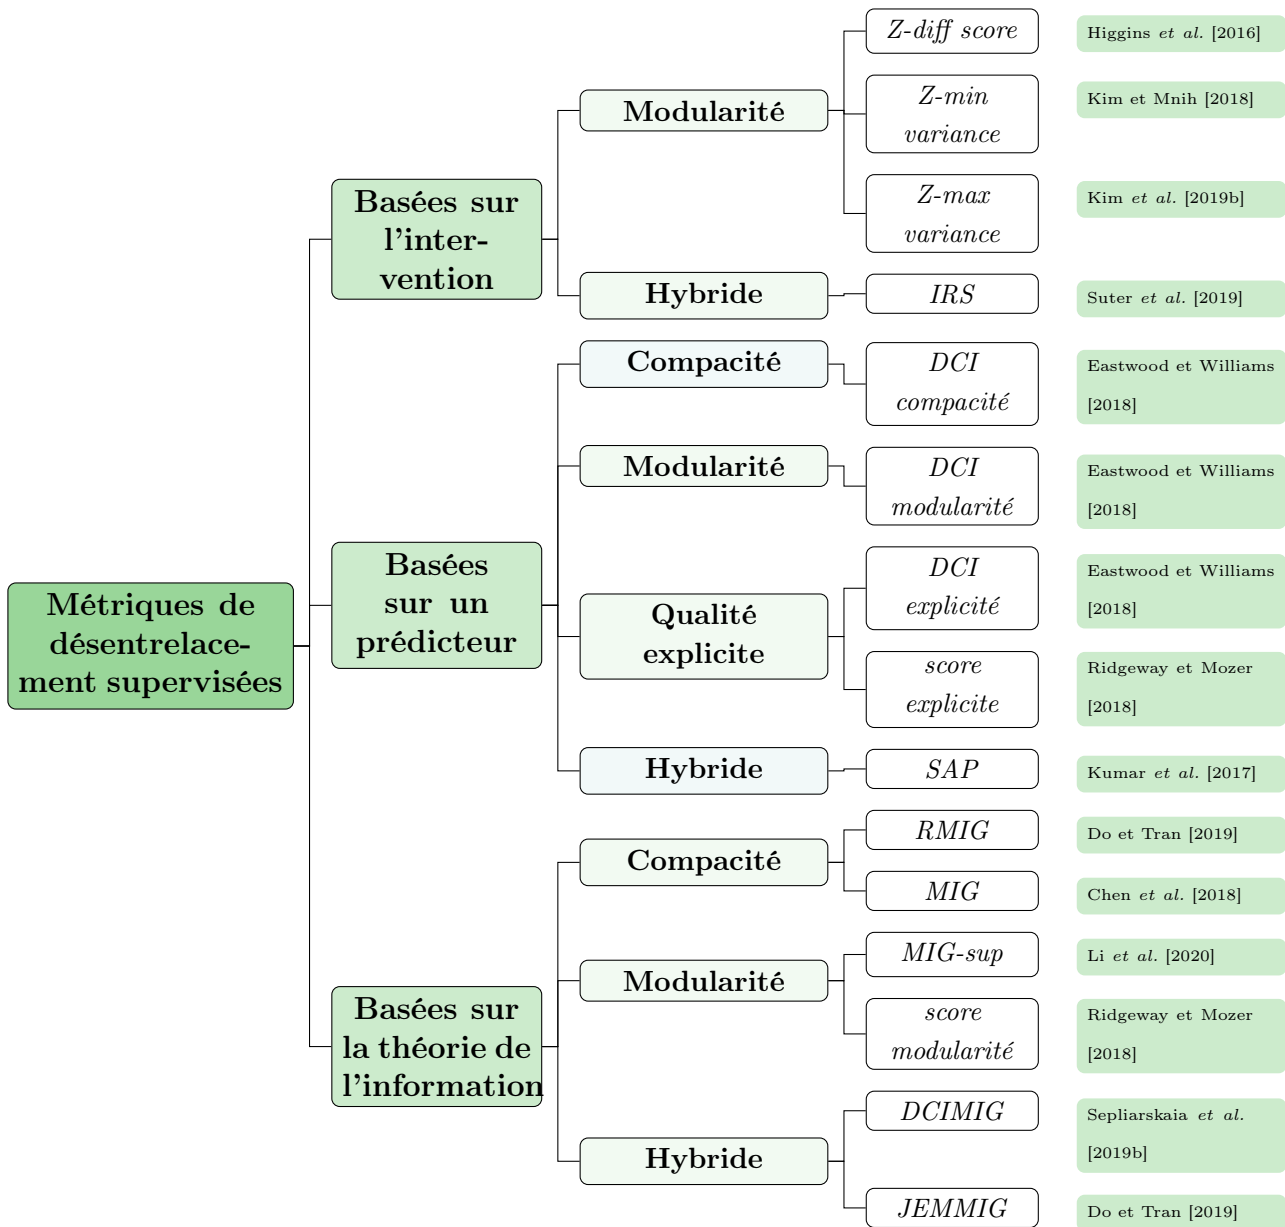 Métriques de
désentrelace-
ment supervisées
Basées sur
l'inter-
vention
Modularité
Z-diff score
Higgins et al. [2016]
Z-min
variance
Kim et Mnih [2018]
Z-max
variance
Kim et al. [2019b]
Hybride
IRS
Suter et al. [2019]
Basées
sur un
prédicteur
Compacité
DCI
compacité
Eastwood et Williams
[2018]
Modularité
DCI
modularité
Eastwood et Williams
[2018]
Qualité
explicite
DCI
explicité
Eastwood et Williams
[2018]
score
explicite
Ridgeway et Mozer
[2018]
Hybride
SAP
Kumar et al. [2017]
Basées sur
la théorie de
l'information
Compacité
RMIG
Do et Tran [2019]
MIG
Chen et al. [2018]
Modularité
MIG-sup
Li et al. [2020]
score
modularité
Ridgeway et Mozer
[2018]
Hybride
DCIMIG
Sepliarskaia et al.
[2019b]
JEMMIG
Do et Tran [2019]